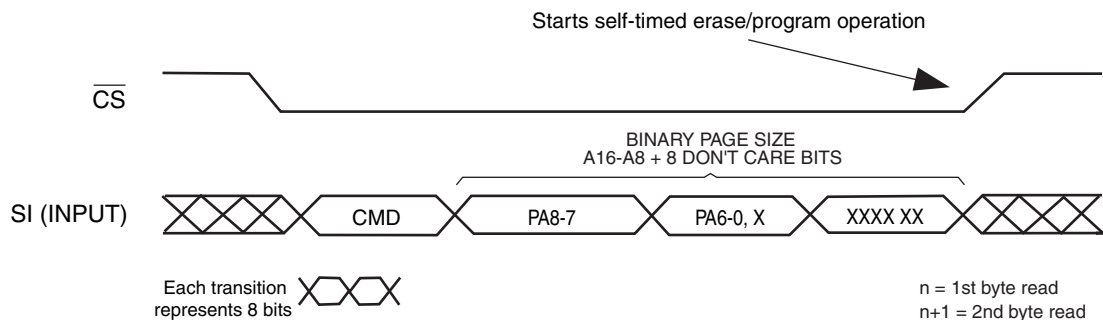 Starts self-timed erase/program operation
CS
BINARY PAGE SIZE
A16-A8 + 8 DON'T CARE BITS
SI (INPUT)
CMD
PA8-7
PA6-0, X
XXXX XX
Each transition
represents 8 bits
n = 1st byte read
n+1 = 2nd byte read